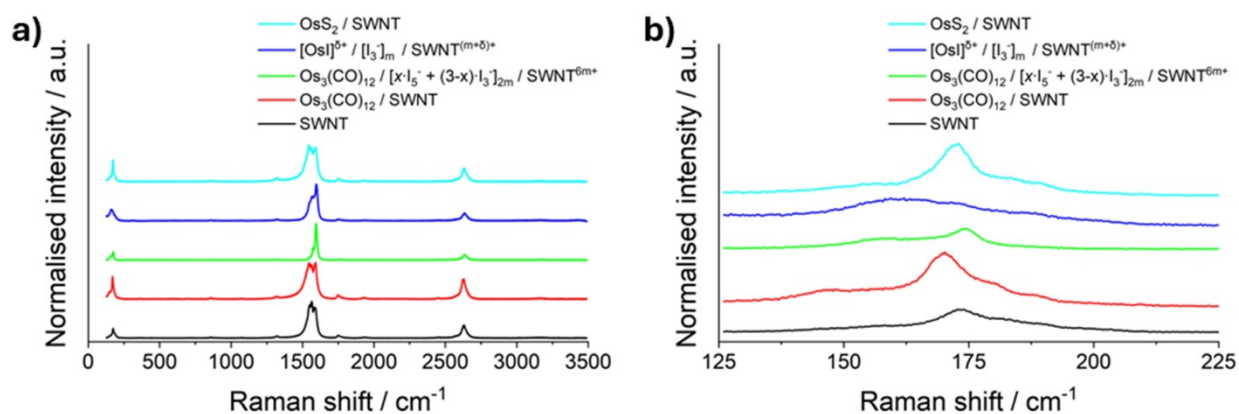 a)
Normalised intensity / a.u.
OsS₂ / SWNT
[OsI]ᵟ⁺ / [I₃⁻]ₘ / SWNT⁽ᵐ⁺ᵟ⁾⁺
Os₃(CO)₁₂ / [x·I₅⁻ + (3-x)·I₃⁻]₂ₘ / SWNT⁶ᵐ⁺
Os₃(CO)₁₂ / SWNT
SWNT
0 500 1000 1500 2000 2500 3000 3500
Raman shift / cm⁻¹
b)
Normalised intensity / a.u.
OsS₂ / SWNT
[OsI]ᵟ⁺ / [I₃⁻]ₘ / SWNT⁽ᵐ⁺ᵟ⁾⁺
Os₃(CO)₁₂ / [x·I₅⁻ + (3-x)·I₃⁻]₂ₘ / SWNT⁶ᵐ⁺
Os₃(CO)₁₂ / SWNT
SWNT
125 150 175 200 225
Raman shift / cm⁻¹